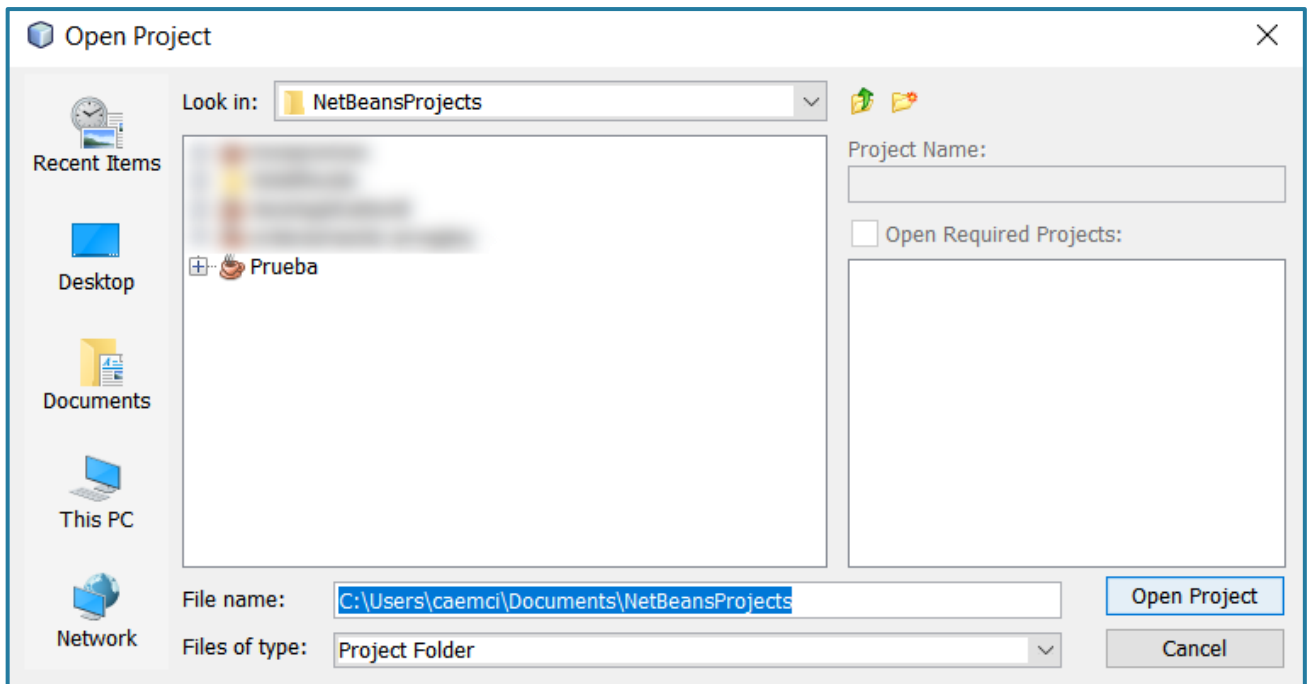 Open Project
Look in: NetBeansProjects
Recent Items
Desktop
Documents
This PC
Network
Prueba
Project Name:
Open Required Projects:
File name: C:\Users\caemci\Documents\NetBeansProjects
Open Project
Files of type: Project Folder
Cancel